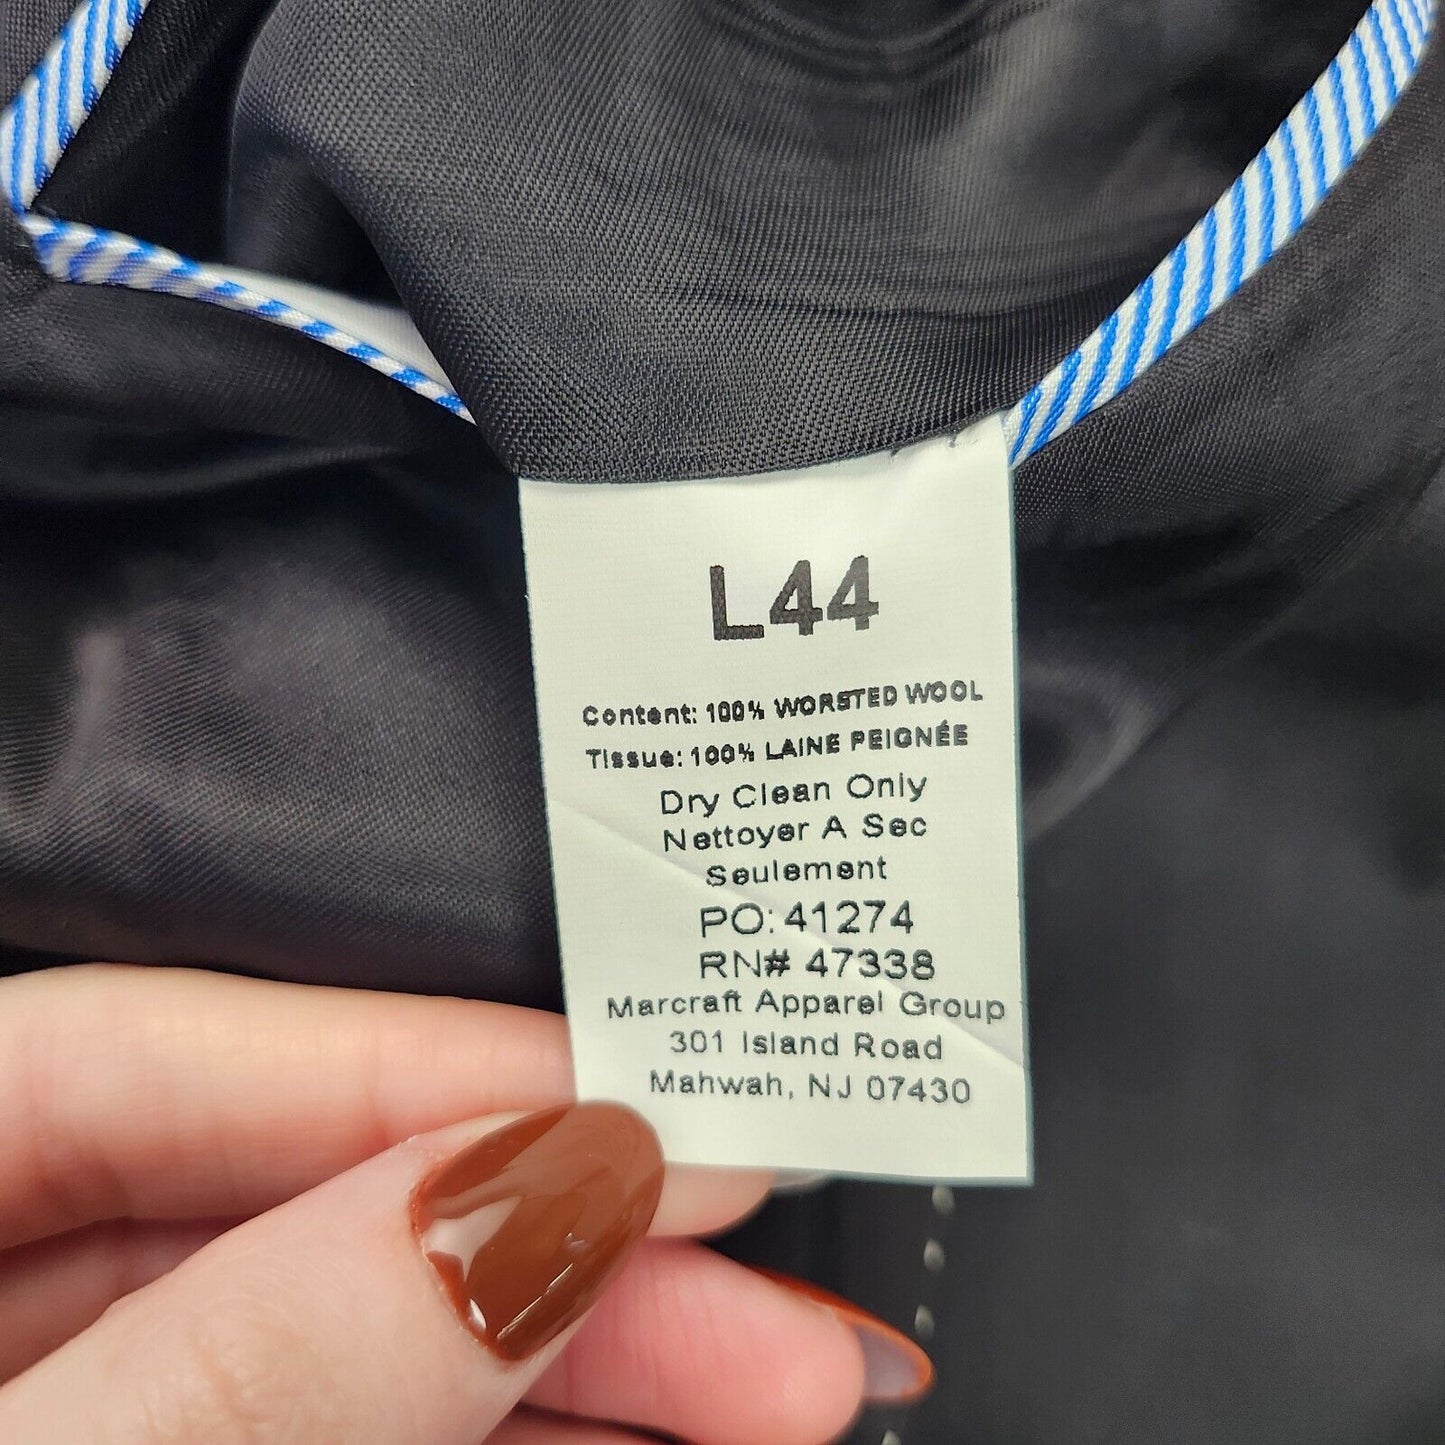 L44
Content: 100% WORSTED WOOL
Tissue: 100% LAINE PEIGNÉE
Dry Clean Only
Nettoyer A Sec
Seulement
PO: 41274
RN# 47338
Marcraft Apparel Group
301 Island Road
Mahwah, NJ 07430